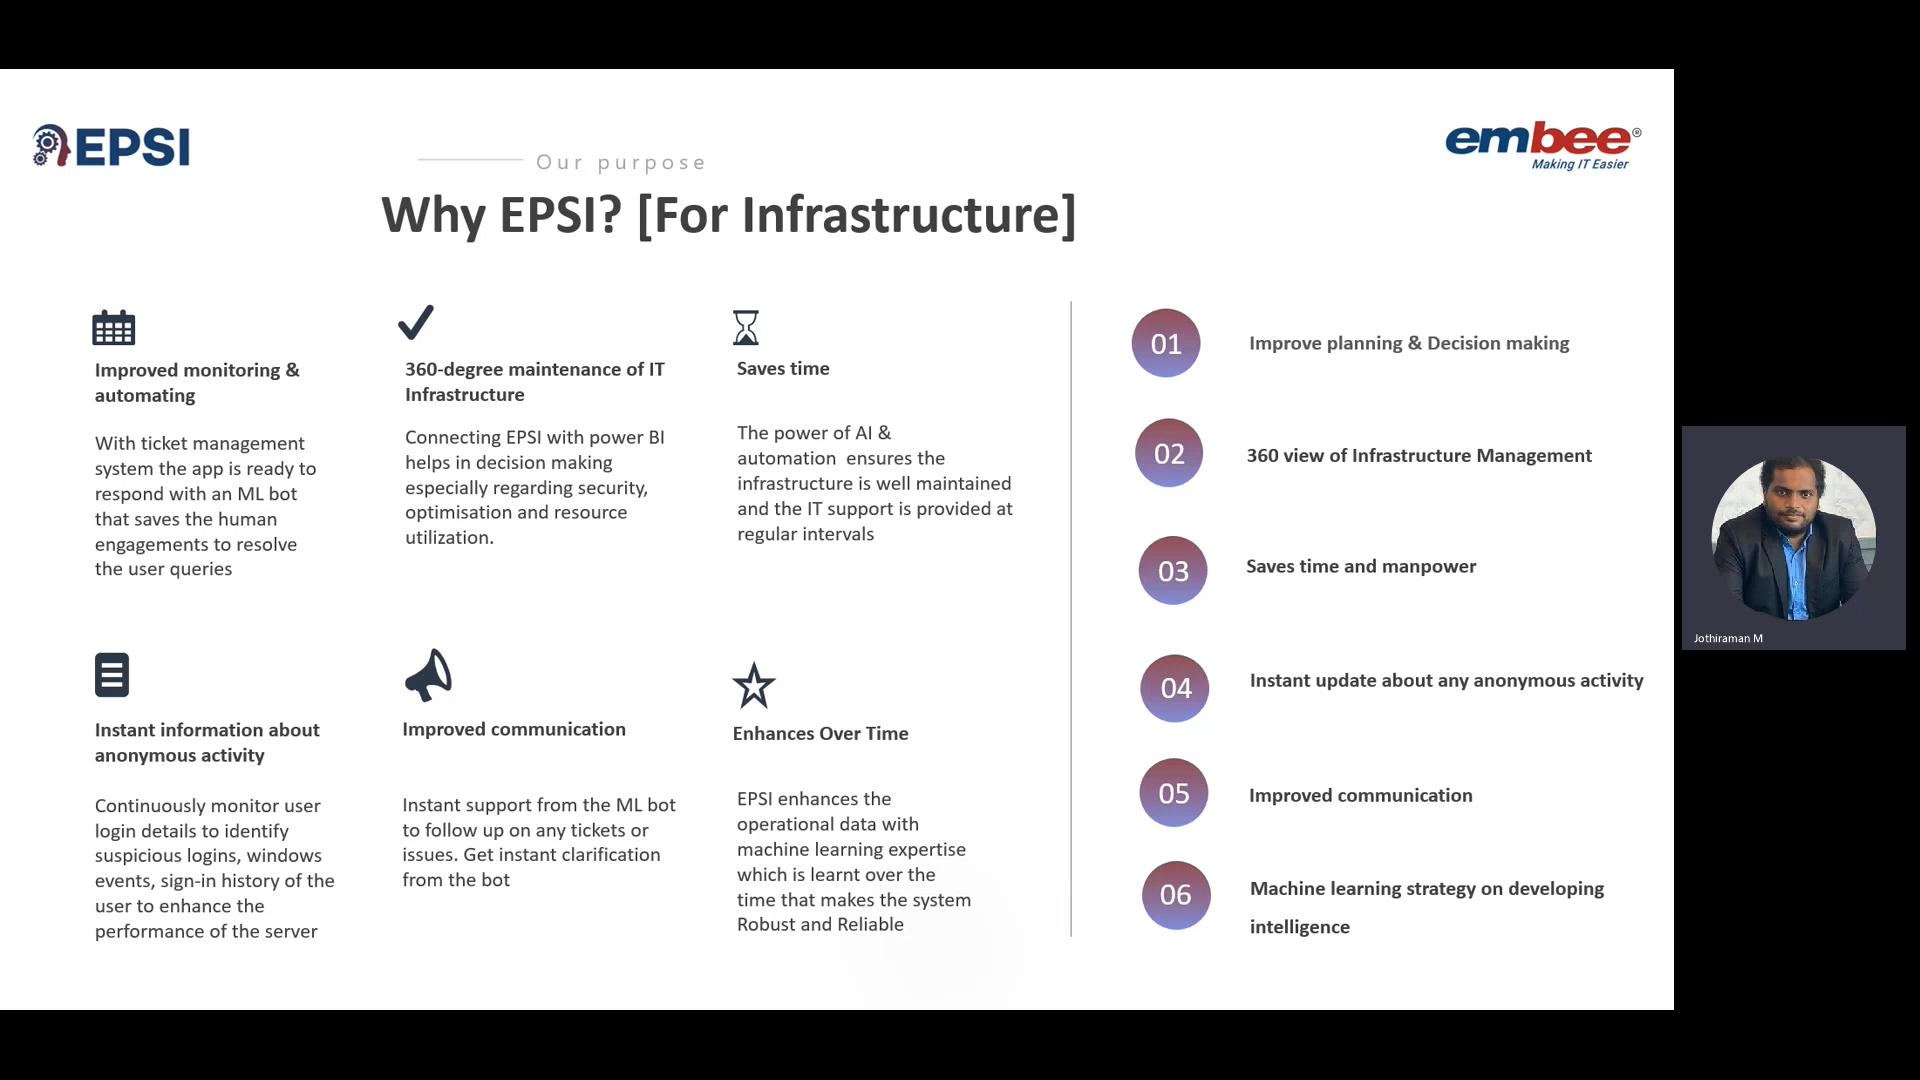 EPSI
embee®
Making IT Easier
Our purpose
Why EPSI? [For Infrastructure]
Improved monitoring &
automating
With ticket management
system the app is ready to
respond with an ML bot
that saves the human
engagements to resolve
the user queries
360-degree maintenance of IT
Infrastructure
Connecting EPSI with power BI
helps in decision making
especially regarding security,
optimisation and resource
utilization.
Saves time
The power of AI &
automation ensures the
infrastructure is well maintained
and the IT support is provided at
regular intervals
Instant information about
anonymous activity
Continuously monitor user
login details to identify
suspicious logins, windows
events, sign-in history of the
user to enhance the
performance of the server
Improved communication
Instant support from the ML bot
to follow up on any tickets or
issues. Get instant clarification
from the bot
Enhances Over Time
EPSI enhances the
operational data with
machine learning expertise
which is learnt over the
time that makes the system
Robust and Reliable
01 Improve planning & Decision making
02 360 view of Infrastructure Management
03 Saves time and manpower
04 Instant update about any anonymous activity
05 Improved communication
06 Machine learning strategy on developing
intelligence
Jothiraman M